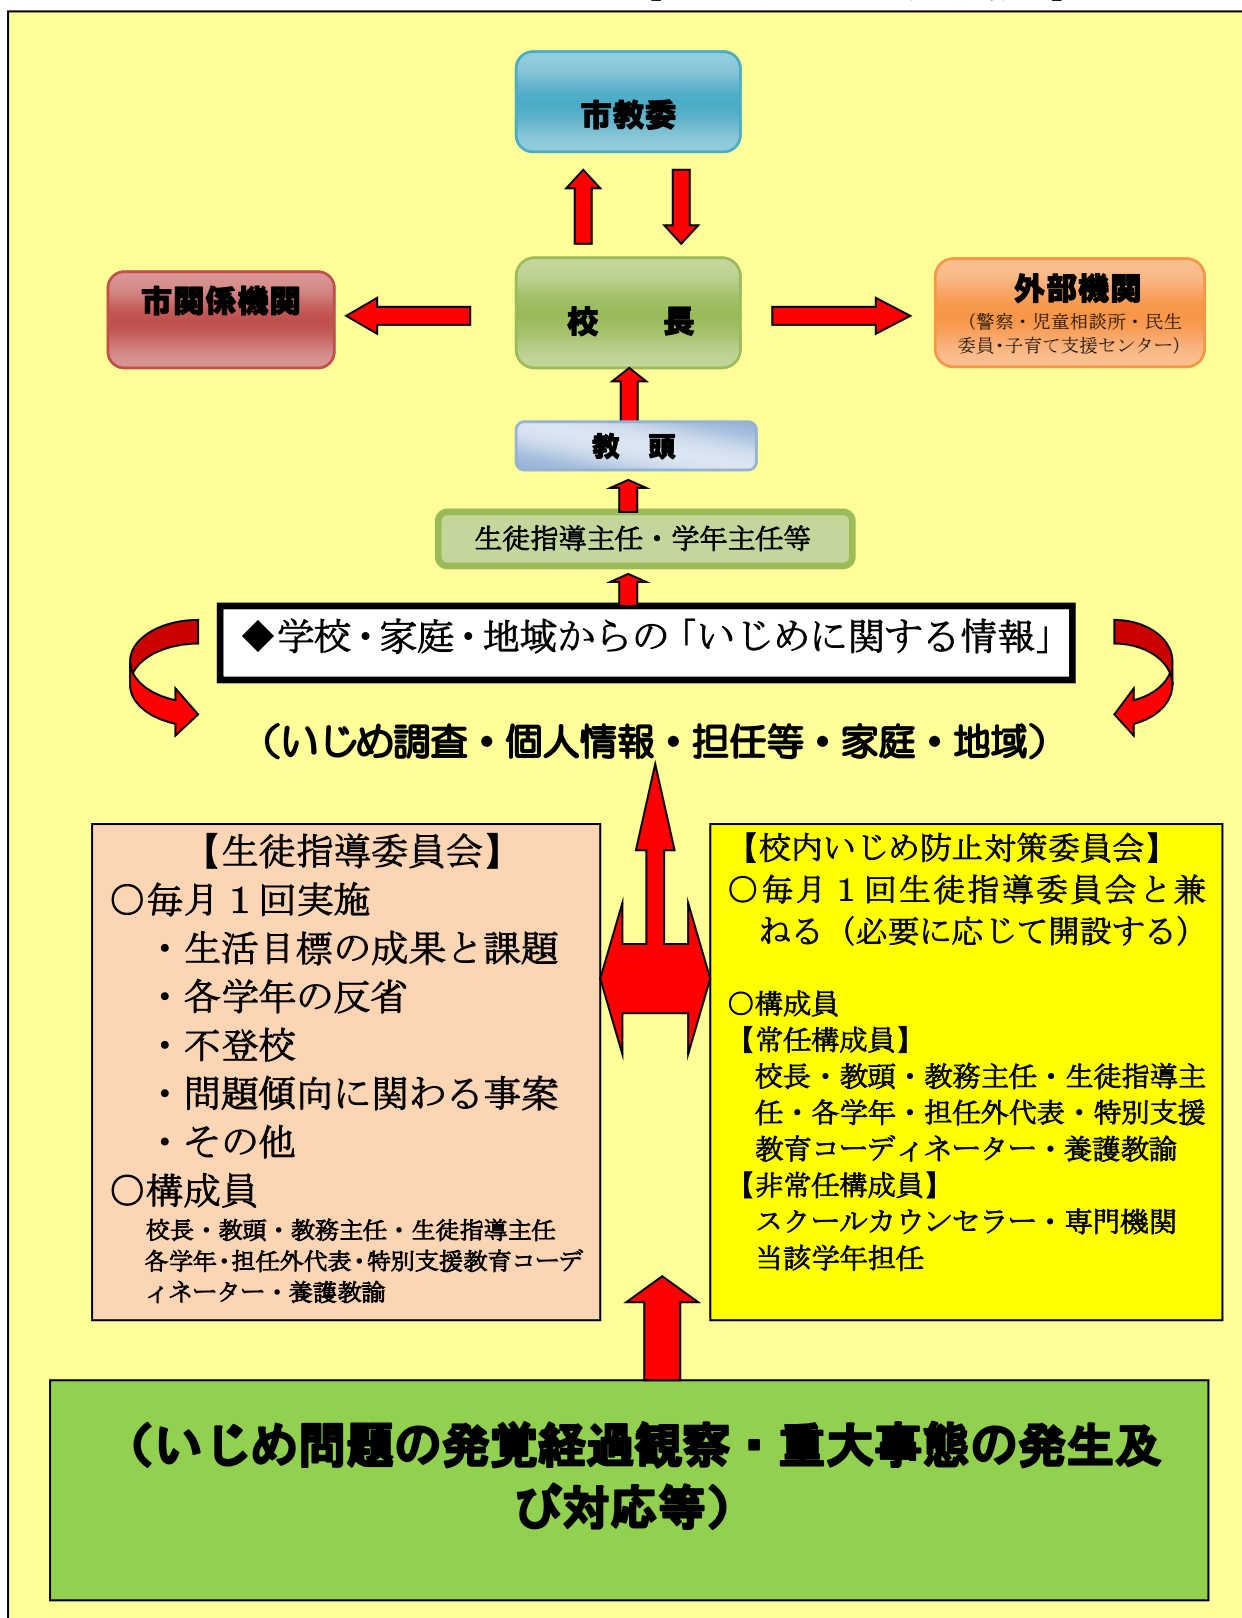 市教委
市関係機関
校　長
外部機関
（警察・児童相談所・民生
委員・子育て支援センター）
教　頭
生徒指導主任・学年主任等
◆学校・家庭・地域からの「いじめに関する情報」
（いじめ調査・個人情報・担任等・家庭・地域）
【生徒指導委員会】
○毎月１回実施
・生活目標の成果と課題
・各学年の反省
・不登校
・問題傾向に関わる事案
・その他
○構成員
校長・教頭・教務主任・生徒指導主任
各学年・担任外代表・特別支援教育コーデ
ィネーター・養護教諭
【校内いじめ防止対策委員会】
○毎月１回生徒指導委員会と兼
ねる（必要に応じて開設する）
○構成員
【常任構成員】
校長・教頭・教務主任・生徒指導主
任・各学年・担任外代表・特別支援
教育コーディネーター・養護教諭
【非常任構成員】
スクールカウンセラー・専門機関
当該学年担任
（いじめ問題の発覚経過観察・重大事態の発生及
び対応等）